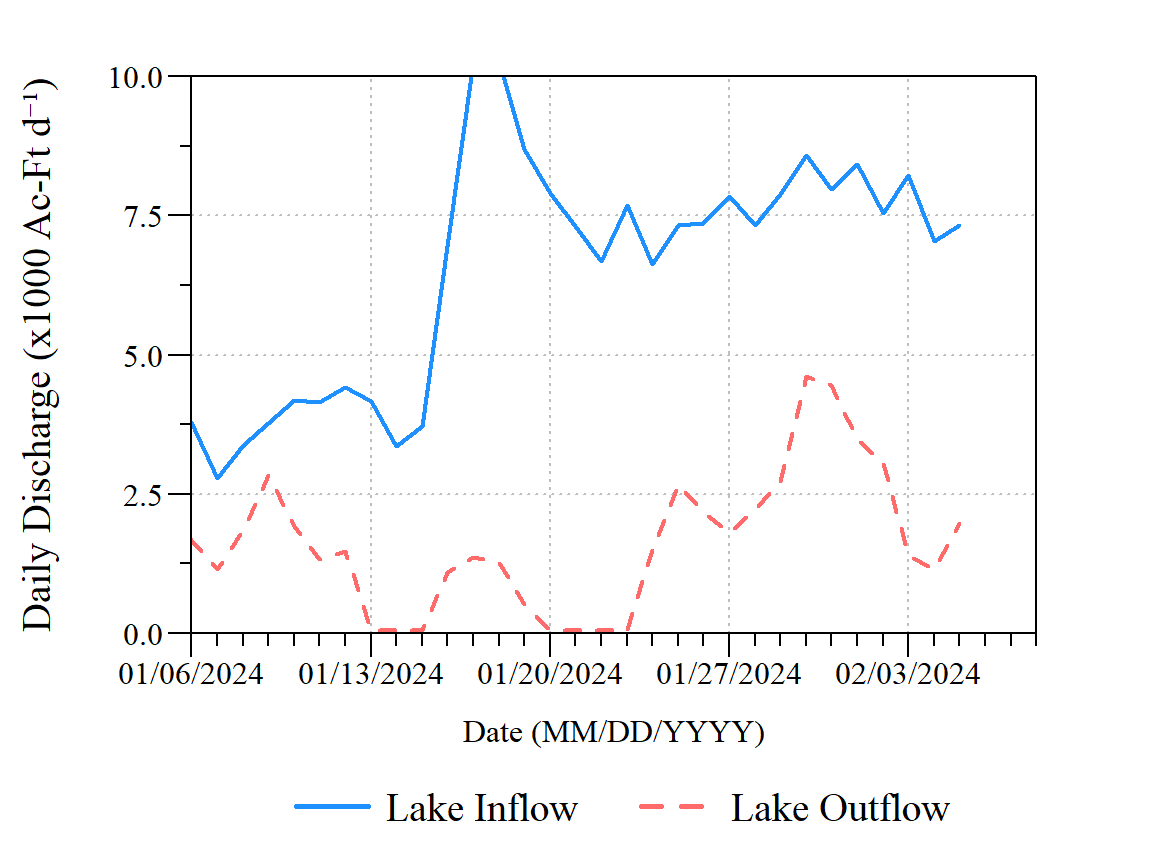 Daily Discharge (x1000 Ac-Ft d⁻¹)
10.0
7.5
5.0
2.5
0.0
01/06/2024 01/13/2024 01/20/2024 01/27/2024 02/03/2024
Date (MM/DD/YYYY)
Lake Inflow Lake Outflow